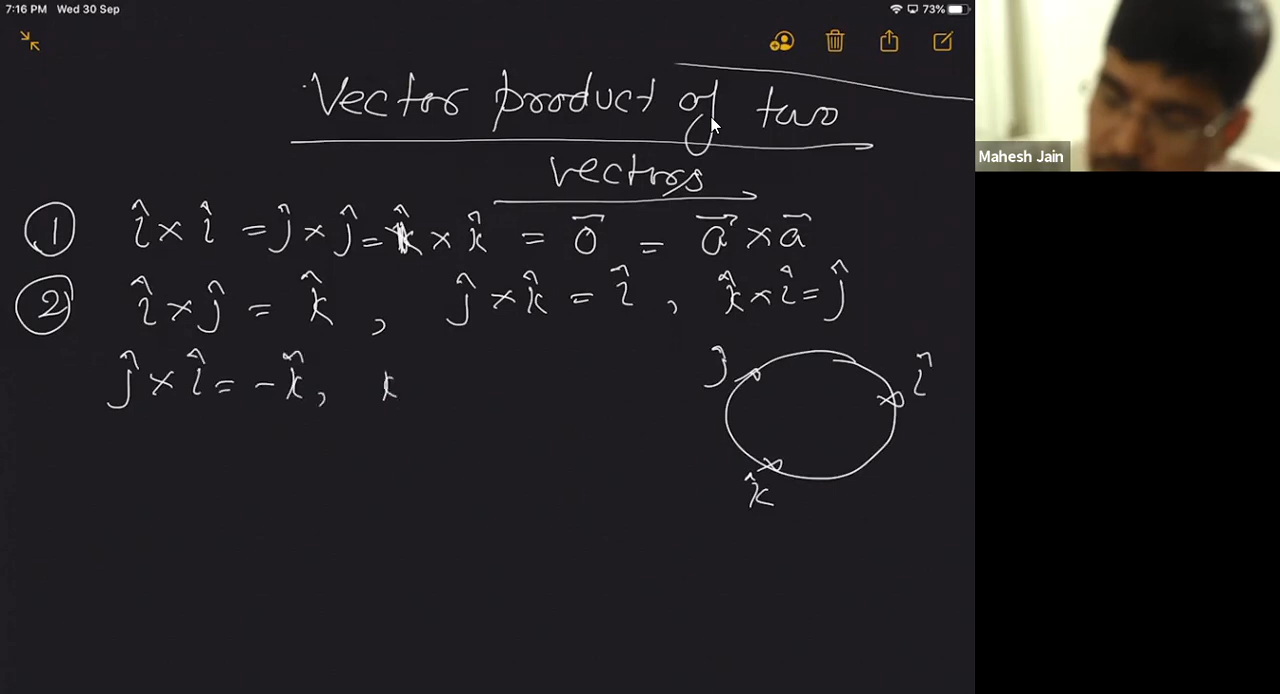 7:16 PM Wed 30 Sep 73%
Vector product of two
vectors
Mahesh Jain
① î × î = ĵ × ĵ = k̂ × k̂ = 0⃗ = a⃗ × a⃗
② î × ĵ = k̂ , ĵ × k̂ = î , k̂ × î = ĵ
ĵ × î = -k̂, k
ĵ î
k̂